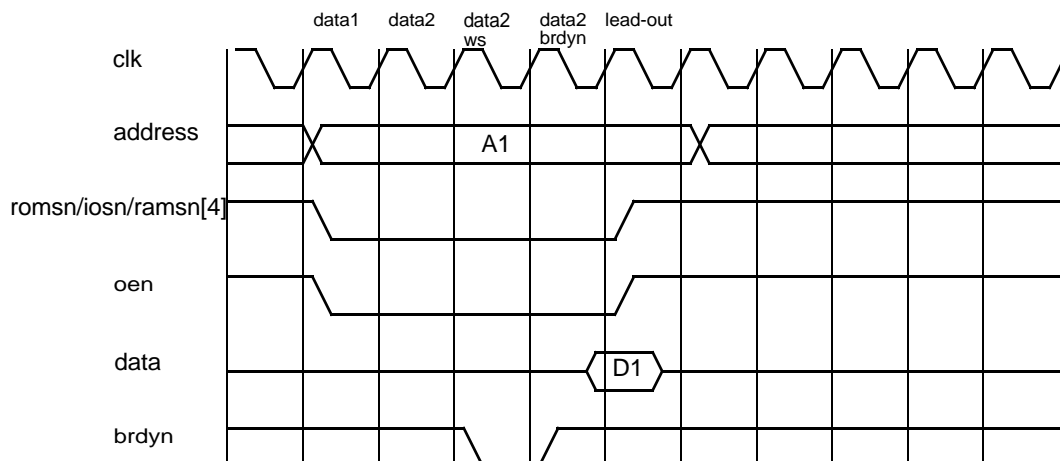 data1 data2 data2 data2 lead-out
ws brdyn
clk
address
A1
romsn/iosn/ramsn[4]
oen
data
D1
brdyn